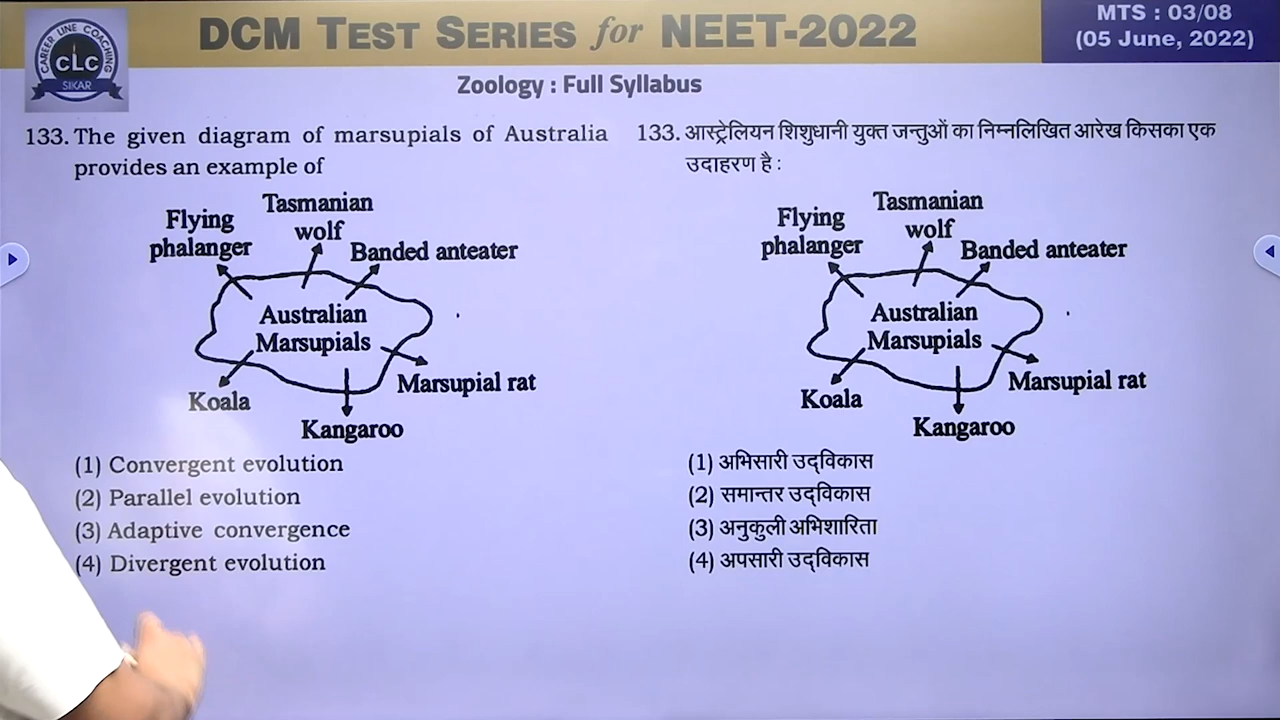 CAREER LINE COACHING
CLC
SIKAR
DCM TEST SERIES for NEET-2022
MTS : 03/08
(05 June, 2022)
Zoology : Full Syllabus
133. The given diagram of marsupials of Australia
provides an example of
Flying
phalanger
Tasmanian
wolf
Banded anteater
Australian
Marsupials
Marsupial rat
Koala
Kangaroo
(1) Convergent evolution
(2) Parallel evolution
(3) Adaptive convergence
(4) Divergent evolution
133. आस्ट्रेलियन शिशुधानी युक्त जन्तुओं का निम्नलिखित आरेख किसका एक
उदाहरण है :
Flying
phalanger
Tasmanian
wolf
Banded anteater
Australian
Marsupials
Marsupial rat
Koala
Kangaroo
(1) अभिसारी उद्‌विकास
(2) समान्तर उद्‌विकास
(3) अनुकुली अभिशारिता
(4) अपसारी उद्‌विकास